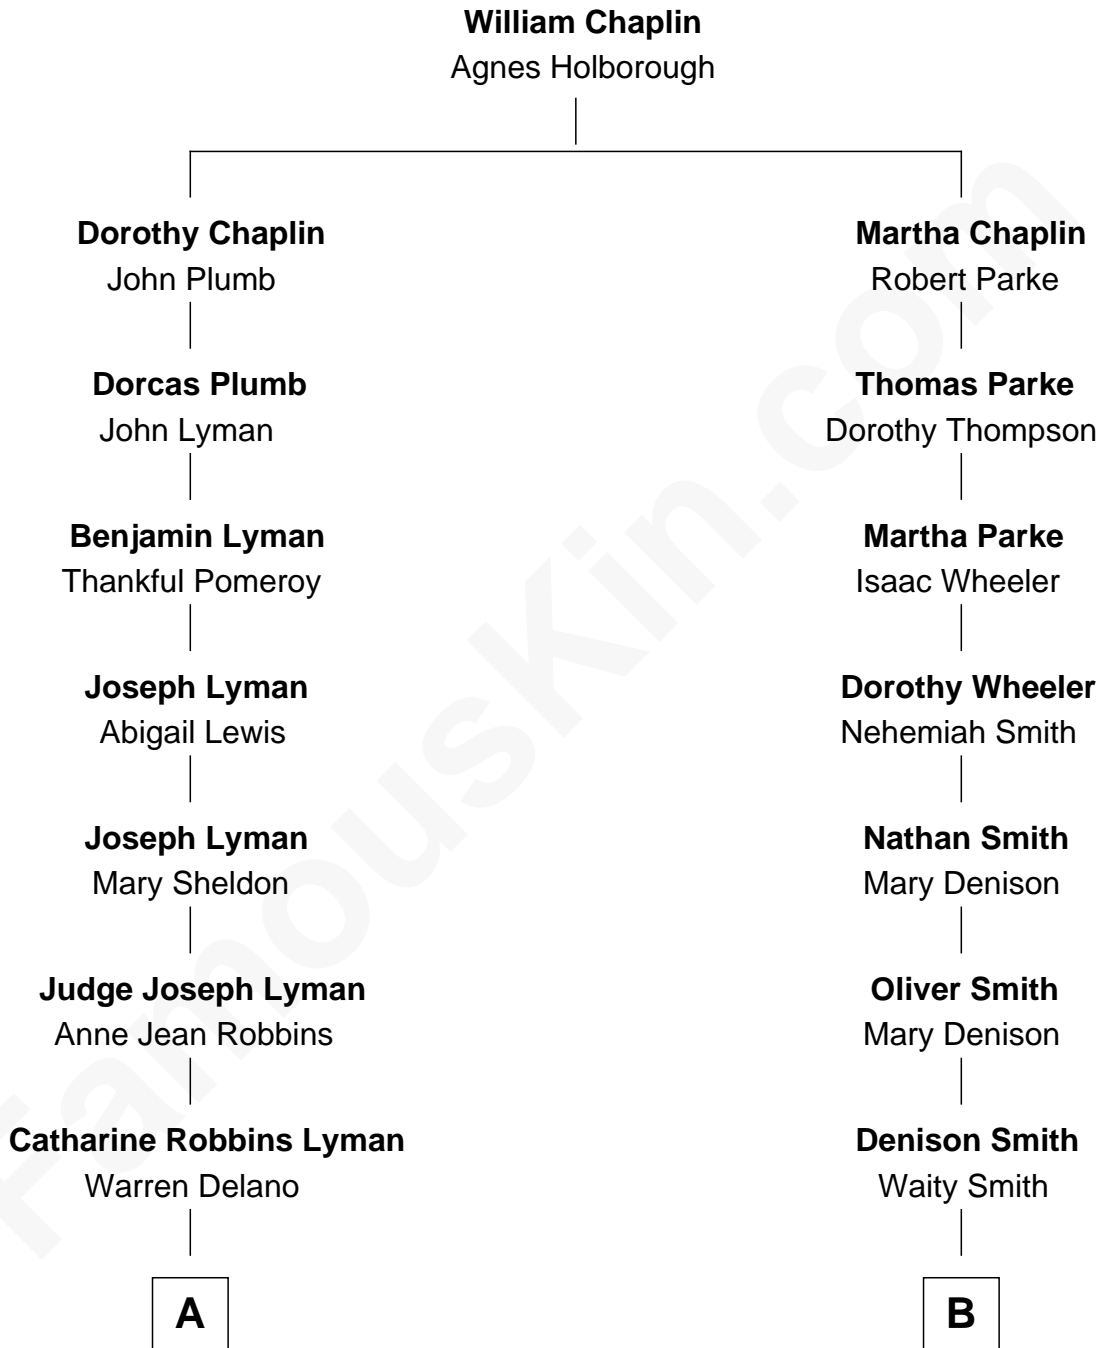 William Chaplin
Agnes Holborough
Dorothy Chaplin
John Plumb
Martha Chaplin
Robert Parke
Dorcas Plumb
John Lyman
Thomas Parke
Dorothy Thompson
Benjamin Lyman
Thankful Pomeroy
Martha Parke
Isaac Wheeler
Joseph Lyman
Abigail Lewis
Dorothy Wheeler
Nehemiah Smith
Joseph Lyman
Mary Sheldon
Nathan Smith
Mary Denison
Judge Joseph Lyman
Anne Jean Robbins
Oliver Smith
Mary Denison
Catharine Robbins Lyman
Warren Delano
Denison Smith
Waity Smith
A
B
FamousKin.com